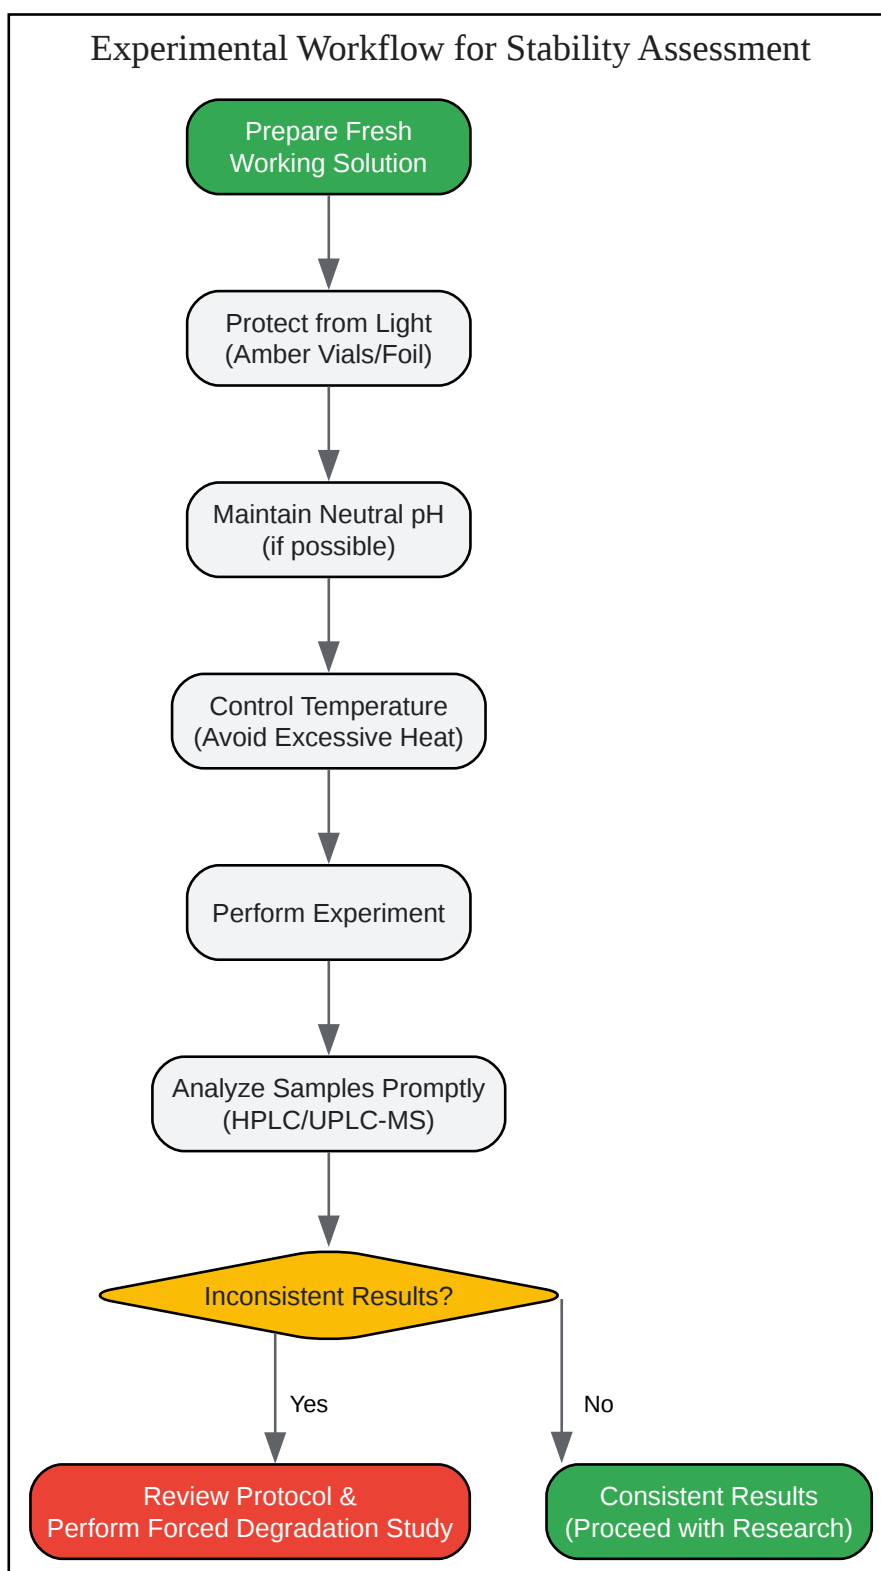 Experimental Workflow for Stability Assessment
Prepare Fresh
Working Solution
Protect from Light
(Amber Vials/Foil)
Maintain Neutral pH
(if possible)
Control Temperature
(Avoid Excessive Heat)
Perform Experiment
Analyze Samples Promptly
(HPLC/UPLC-MS)
Inconsistent Results?
Yes
No
Review Protocol &
Perform Forced Degradation Study
Consistent Results
(Proceed with Research)